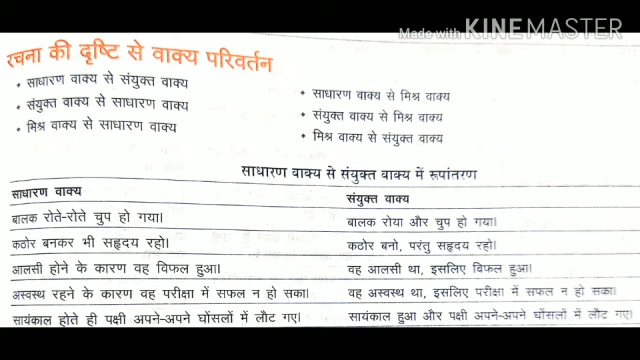 Made with KINEMASTER
रचना की दृष्टि से वाक्य परिवर्तन
• साधारण वाक्य से संयुक्त वाक्य
• संयुक्त वाक्य से साधारण वाक्य
• मिश्र वाक्य से साधारण वाक्य
• साधारण वाक्य से मिश्र वाक्य
• संयुक्त वाक्य से मिश्र वाक्य
• मिश्र वाक्य से संयुक्त वाक्य
साधारण वाक्य से संयुक्त वाक्य में रूपांतरण
साधारण वाक्य संयुक्त वाक्य
बालक रोते-रोते चुप हो गया। बालक रोया और चुप हो गया।
कठोर बनकर भी सहृदय रहो। कठोर बनो, परंतु सहृदय रहो।
आलसी होने के कारण वह विफल हुआ। वह आलसी था, इसलिए विफल हुआ।
अस्वस्थ रहने के कारण वह परीक्षा में सफल न हो सका। वह अस्वस्थ था, इसलिए परीक्षा में सफल न हो सका।
सायंकाल होते ही पक्षी अपने-अपने घोंसलों में लौट गए। सायंकाल हुआ और पक्षी अपने-अपने घोंसलों में लौट गए।